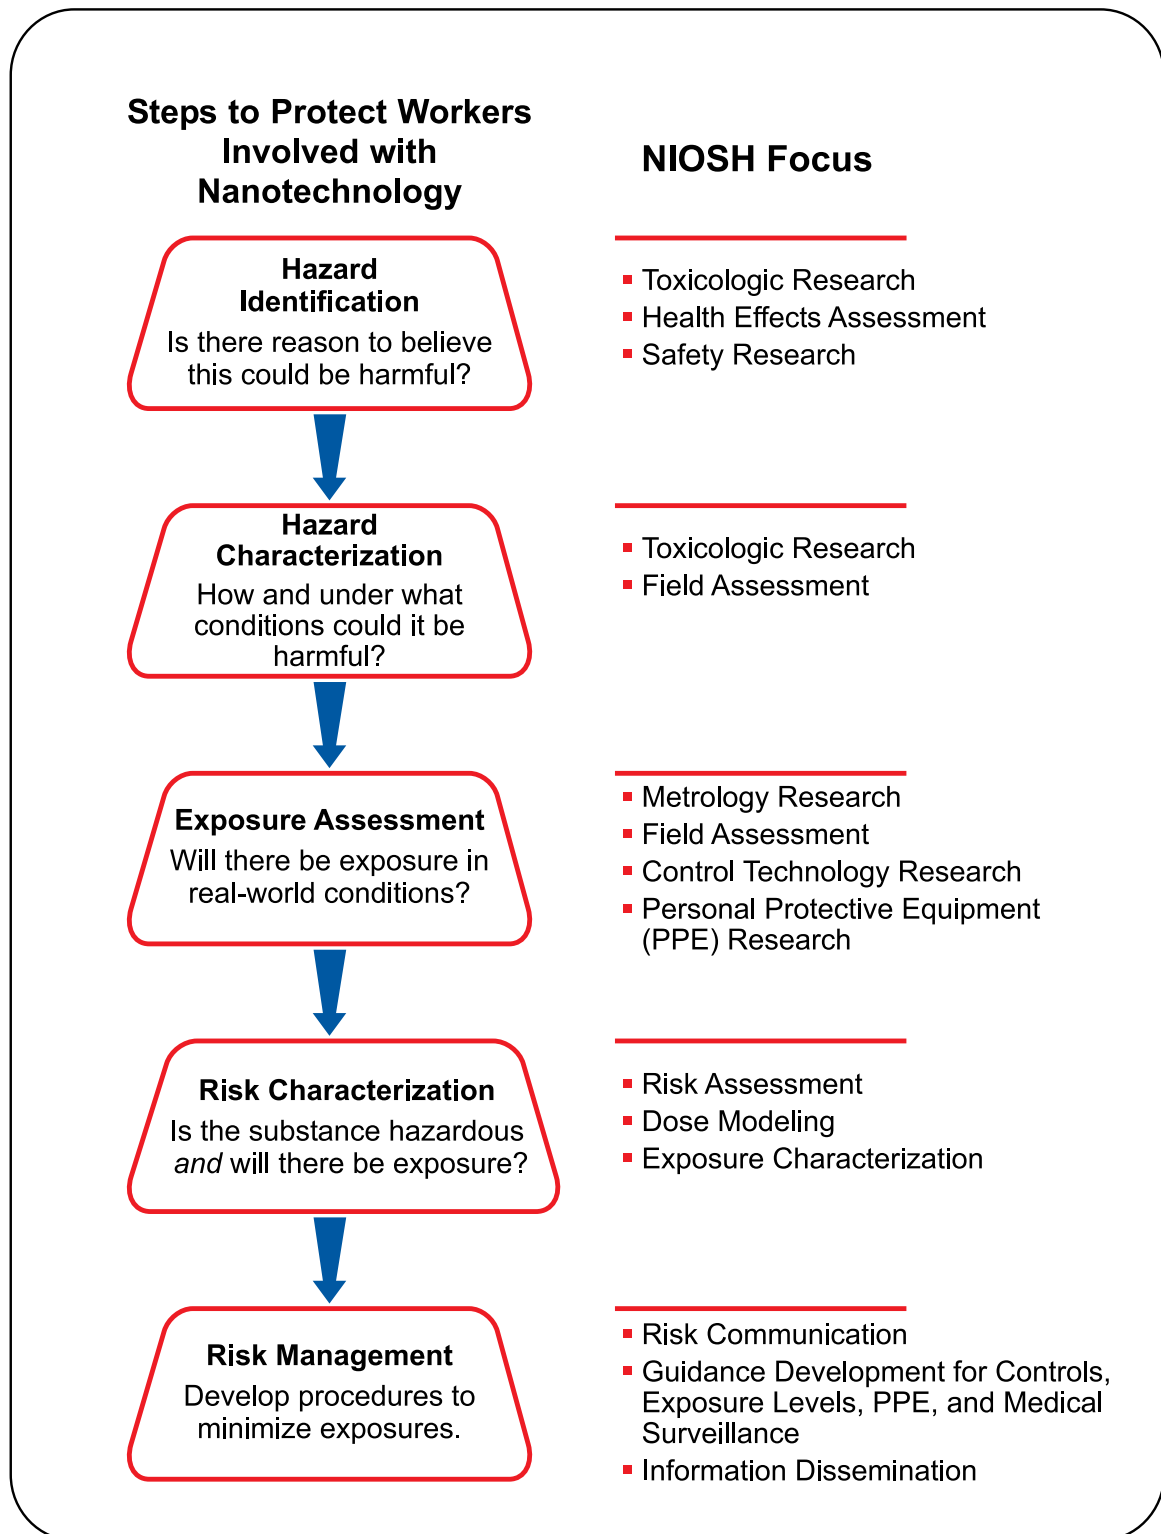 Steps to Protect Workers
Involved with
Nanotechnology
NIOSH Focus
Hazard
Identification
Is there reason to believe
this could be harmful?
▪ Toxicologic Research
▪ Health Effects Assessment
▪ Safety Research
Hazard
Characterization
How and under what
conditions could it be
harmful?
▪ Toxicologic Research
▪ Field Assessment
Exposure Assessment
Will there be exposure in
real-world conditions?
▪ Metrology Research
▪ Field Assessment
▪ Control Technology Research
▪ Personal Protective Equipment
(PPE) Research
Risk Characterization
Is the substance hazardous
and will there be exposure?
▪ Risk Assessment
▪ Dose Modeling
▪ Exposure Characterization
Risk Management
Develop procedures to
minimize exposures.
▪ Risk Communication
▪ Guidance Development for Controls,
Exposure Levels, PPE, and Medical
Surveillance
▪ Information Dissemination